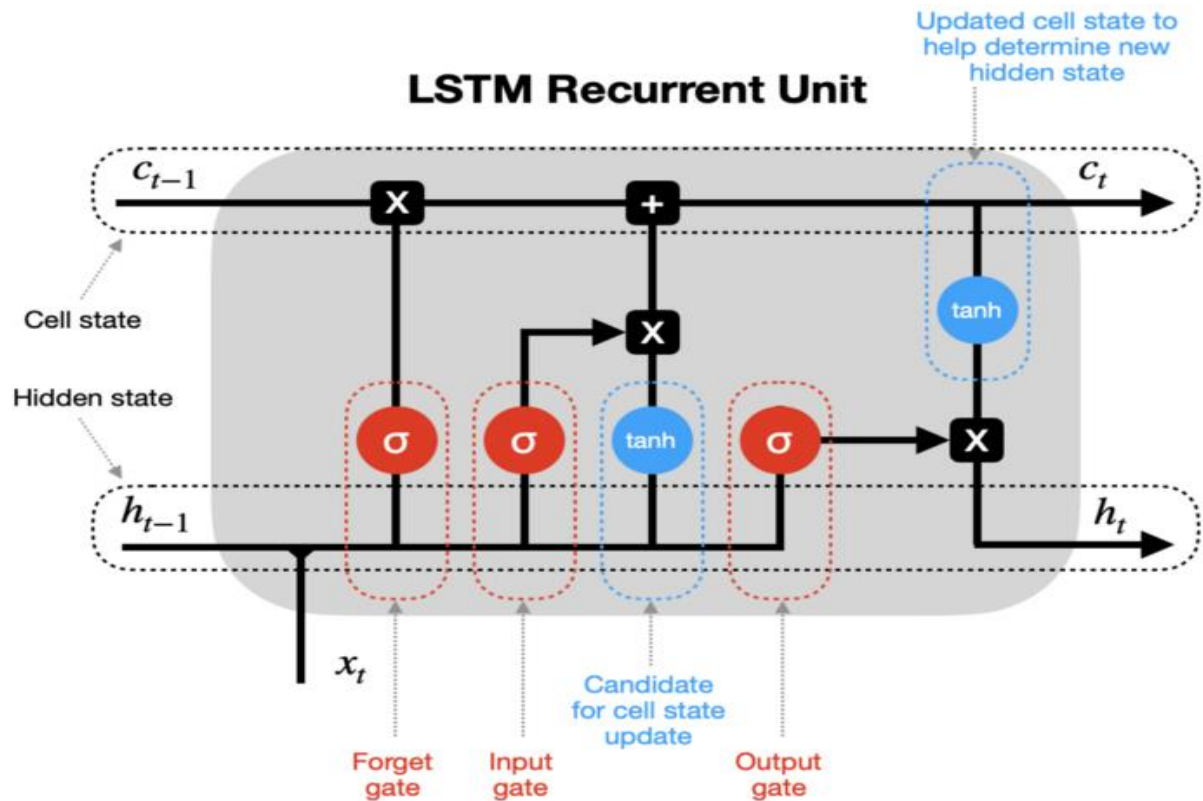 Updated cell state to
help determine new
hidden state
LSTM Recurrent Unit
c_{t-1}
c_t
X
+
Cell state
tanh
X
Hidden state
σ
σ
tanh
σ
X
h_{t-1}
h_t
x_t
Candidate
for cell state
update
Forget
gate
Input
gate
Output
gate